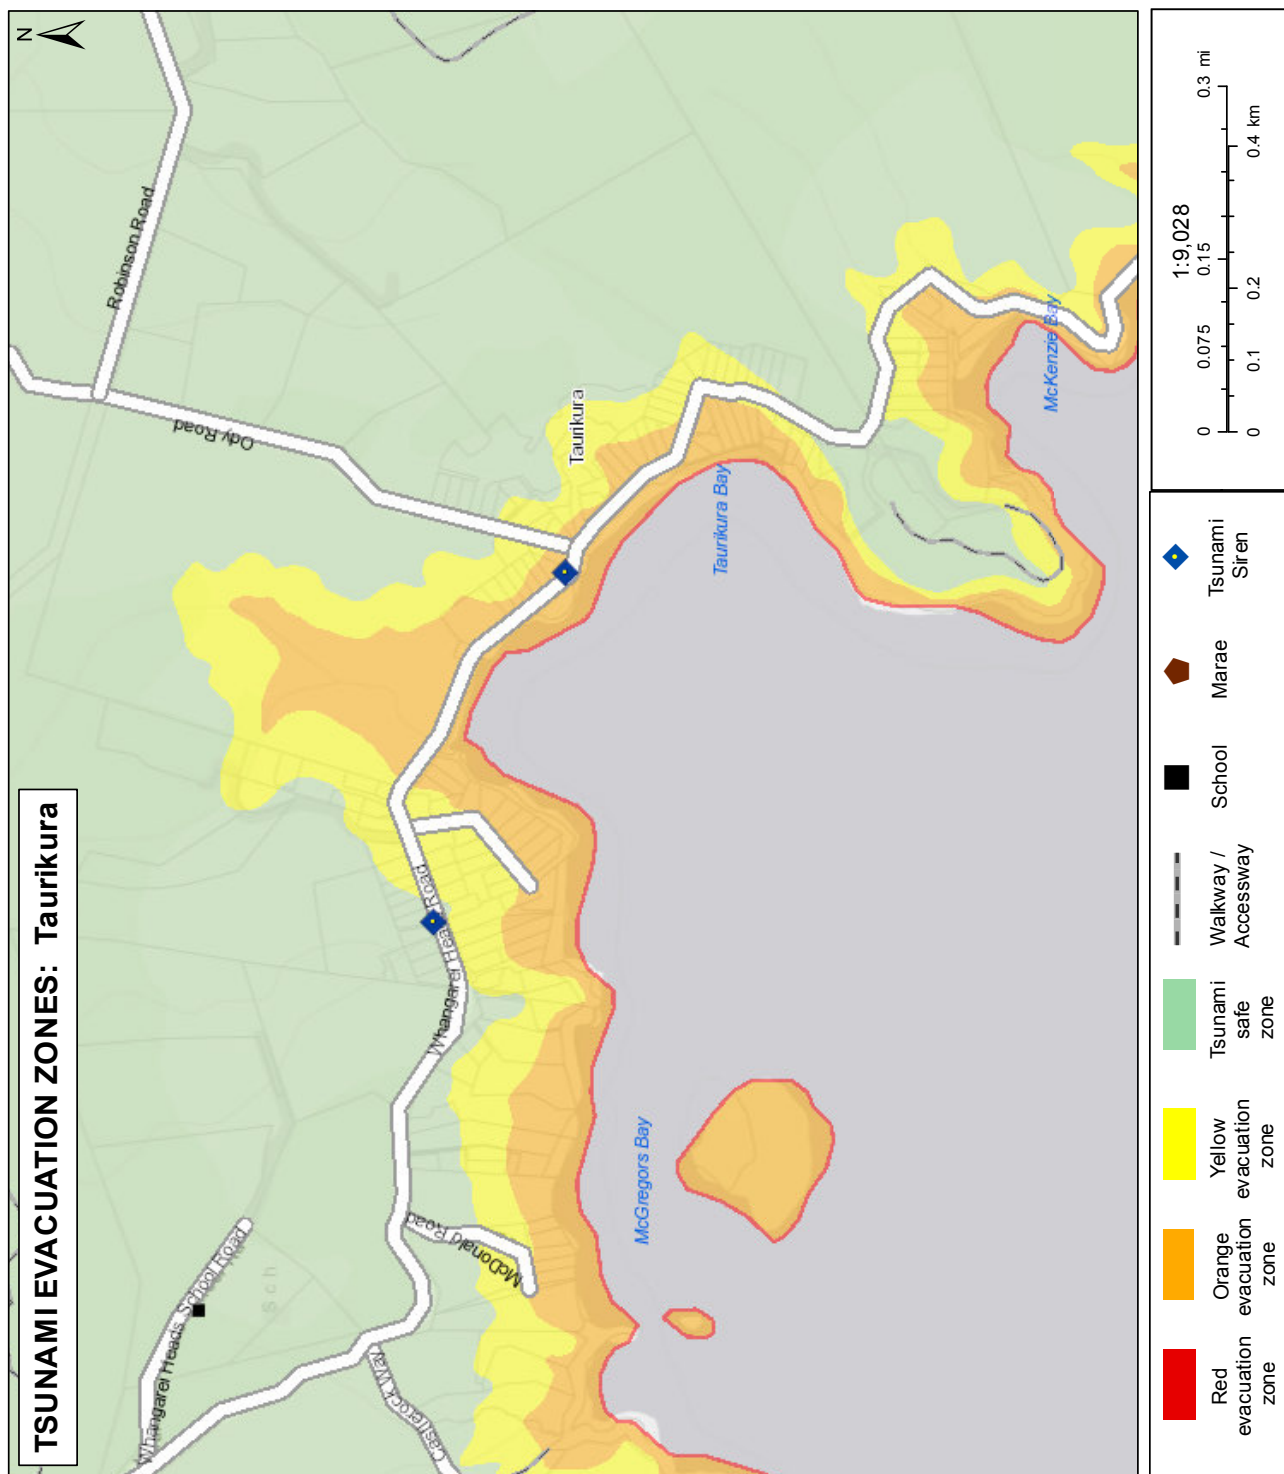 TSUNAMI EVACUATION ZONES: Taurikura
N
Robinson Road
Ody Road
Taurikura
Whangarei Heads Road
Whangarei Heads School Road
Sch
McDonald Road
Castlerock Way
McGregors Bay
Taurikura Bay
McKenzie Bay
Red
evacuation
zone
Orange
evacuation
zone
Yellow
evacuation
zone
Tsunami
safe
zone
Walkway /
Accessway
School
Marae
Tsunami
Siren
1:9,028
0 0.075 0.15 0.3 mi
0 0.1 0.2 0.4 km